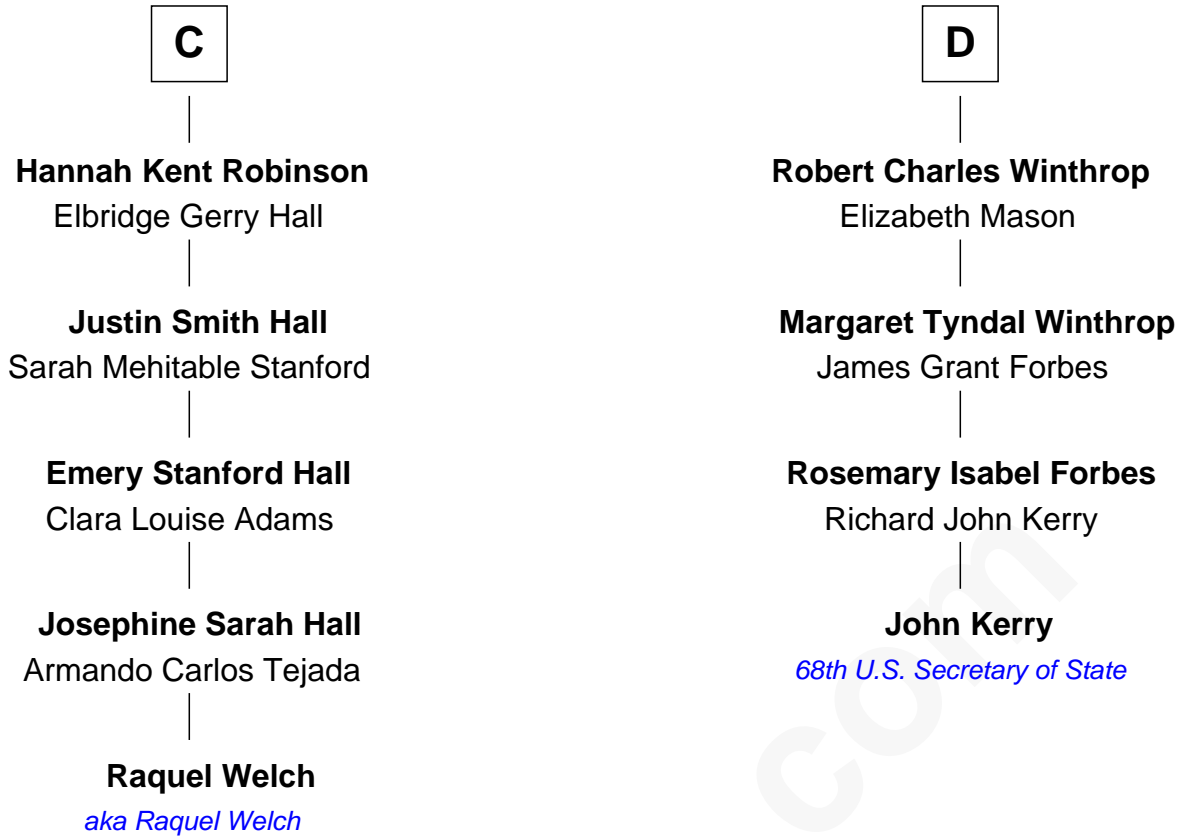 C
Hannah Kent Robinson
Elbridge Gerry Hall
Justin Smith Hall
Sarah Mehitable Stanford
Emery Stanford Hall
Clara Louise Adams
Josephine Sarah Hall
Armando Carlos Tejada
Raquel Welch
aka Raquel Welch
D
Robert Charles Winthrop
Elizabeth Mason
Margaret Tyndal Winthrop
James Grant Forbes
Rosemary Isabel Forbes
Richard John Kerry
John Kerry
68th U.S. Secretary of State
com